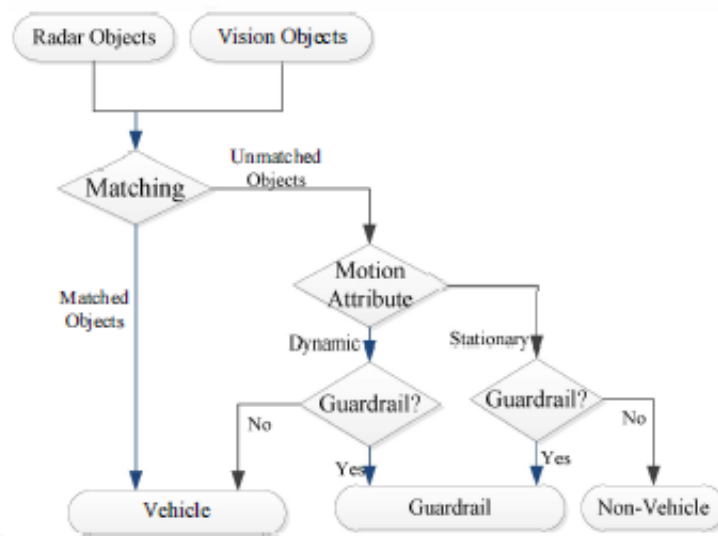 Radar Objects
Vision Objects
Unmatched
Objects
Matching
Motion
Attribute
Matched
Objects
Dynamic
Stationary
Guardrail?
Guardrail?
No
No
Yes
Yes
Vehicle
Guardrail
Non-Vehicle